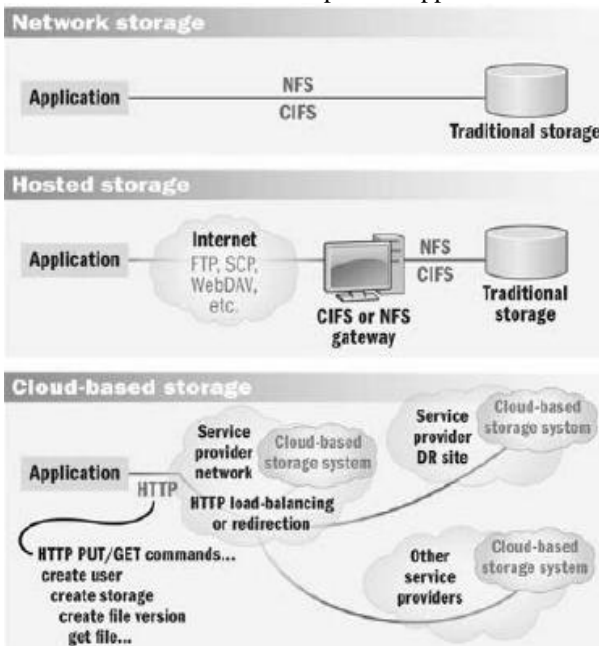 Network storage
Application
NFS
CIFS
Traditional storage
Hosted storage
Application
Internet
FTP, SCP,
WebDAV,
etc.
CIFS or NFS
gateway
NFS
CIFS
Traditional
storage
Cloud-based storage
Application
HTTP
Service
provider
network
Cloud-based
storage system
HTTP load-balancing
or redirection
Service
provider
DR site
Cloud-based
storage system
HTTP PUT/GET commands...
create user
create storage
create file version
get file...
Other
service
providers
Cloud-based
storage system